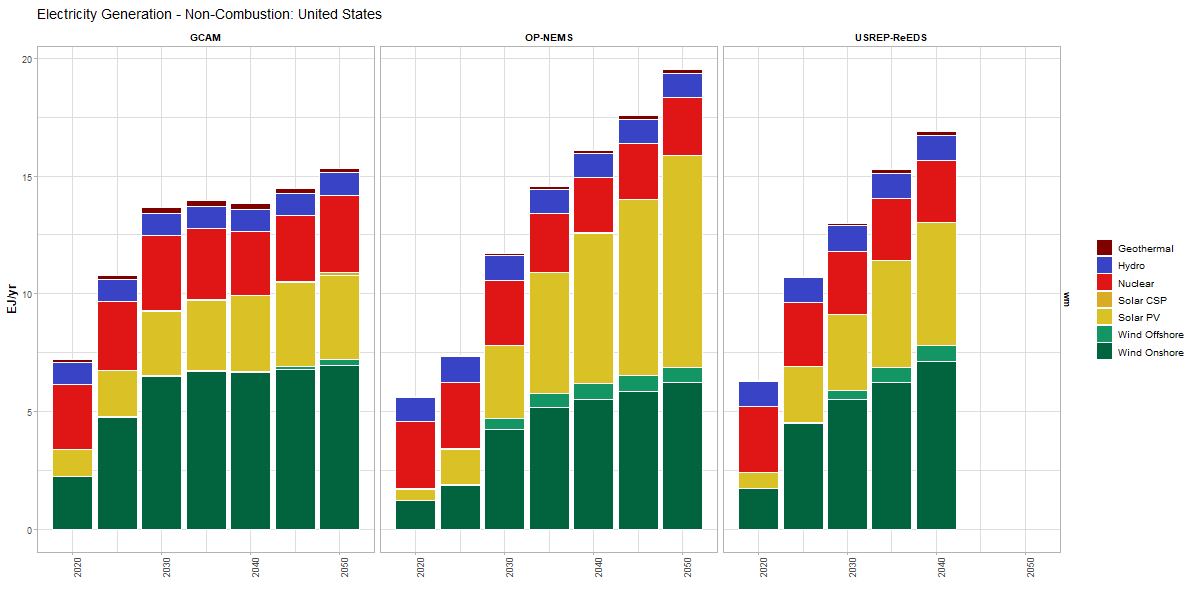 Electricity Generation - Non-Combustion: United States
GCAM
OP-NEMS
USREP-ReEDS
20
15
10
5
0
EJ/yr
2020
2030
2040
2050
2020
2030
2040
2050
2020
2030
2040
2050
wm
Geothermal
Hydro
Nuclear
Solar CSP
Solar PV
Wind Offshore
Wind Onshore